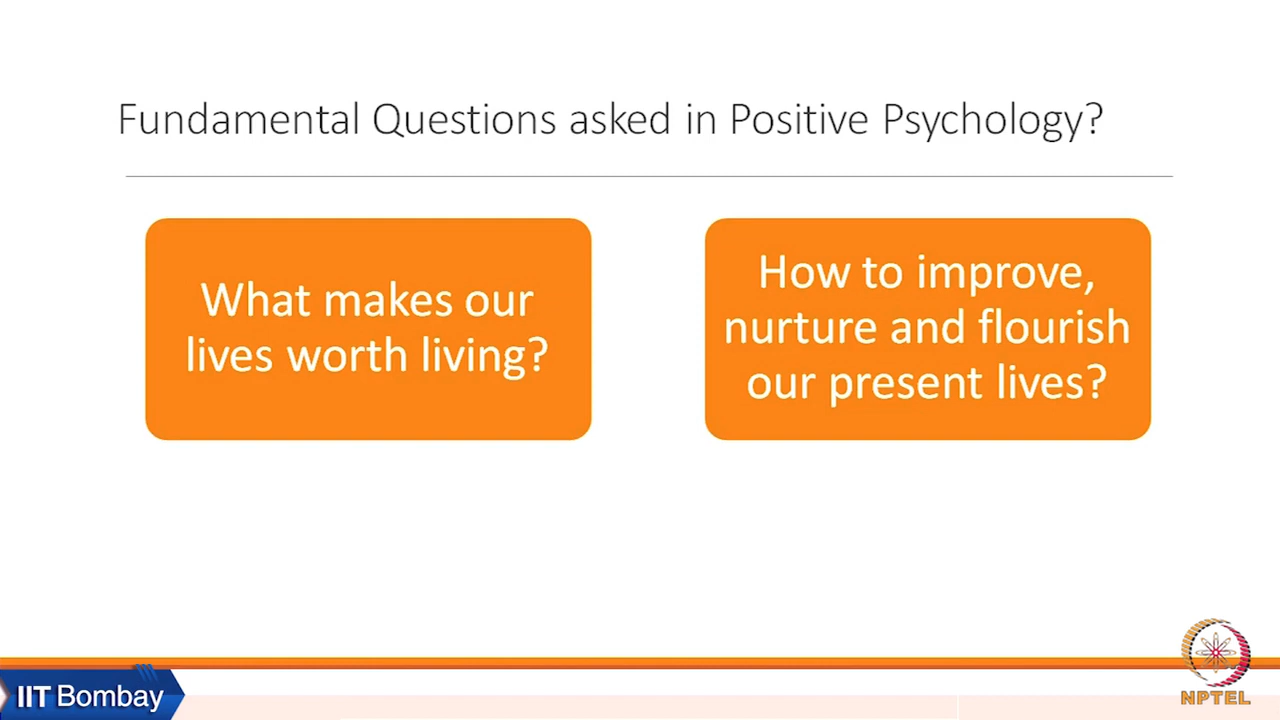 Fundamental Questions asked in Positive Psychology?
What makes our
lives worth living?
How to improve,
nurture and flourish
our present lives?
IIT Bombay
NPTEL